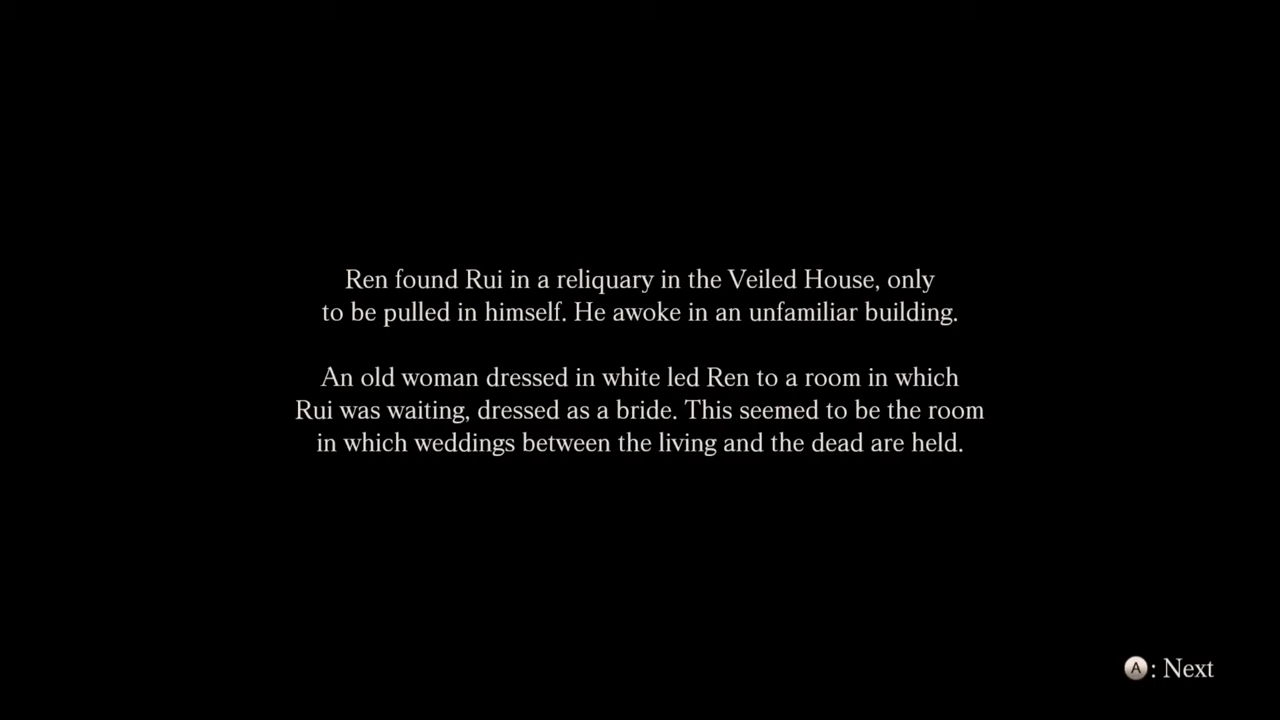 Ren found Rui in a reliquary in the Veiled House, only
to be pulled in himself. He awoke in an unfamiliar building.
An old woman dressed in white led Ren to a room in which
Rui was waiting, dressed as a bride. This seemed to be the room
in which weddings between the living and the dead are held.
A: Next